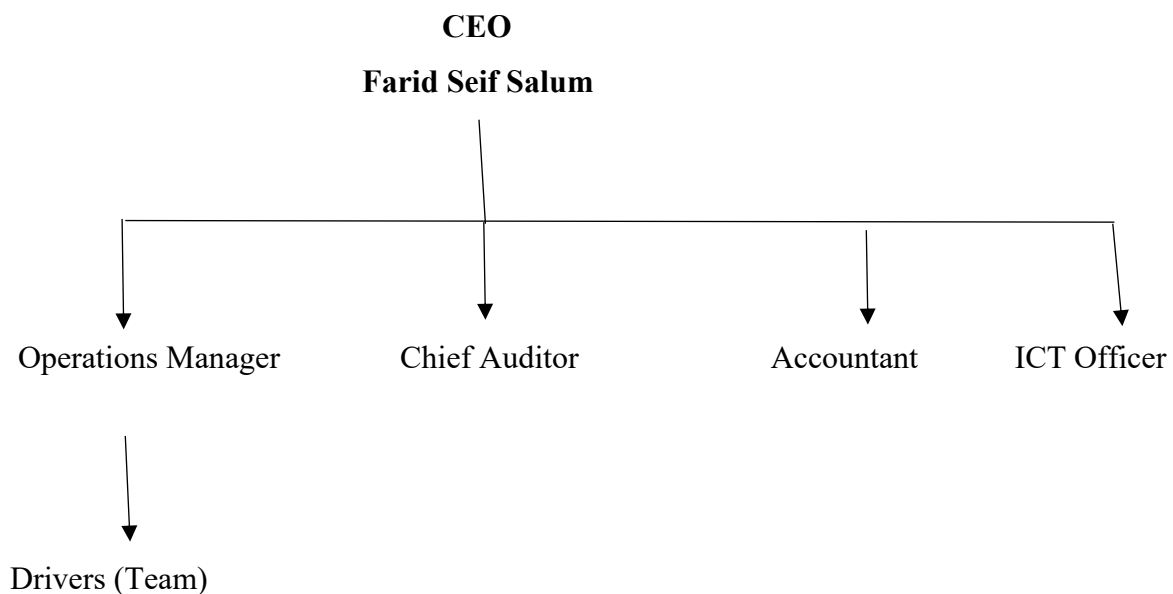 CEO
Farid Seif Salum
Operations Manager
Chief Auditor
Accountant
ICT Officer
Drivers (Team)